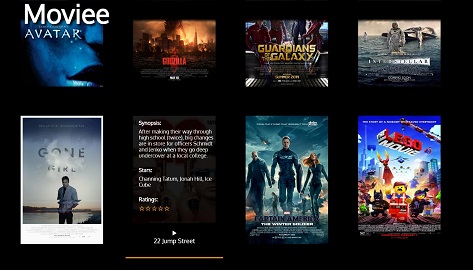 Moviee
AVATAR
GODZILLA
GUARDIANS
OF THE
GALAXY
INTERSTELLAR
GONE
GIRL
Synopsis:
After making their way through
high school (twice), big changes
are in store for officers Schmidt
and Jenko when they go deep
undercover at a local college.
Stars:
Channing Tatum, Jonah Hill, Ice
Cube
Ratings:
☆☆☆☆☆
22 Jump Street
CAPTAIN AMERICA
THE WINTER SOLDIER
THE LEGO
MOVIE